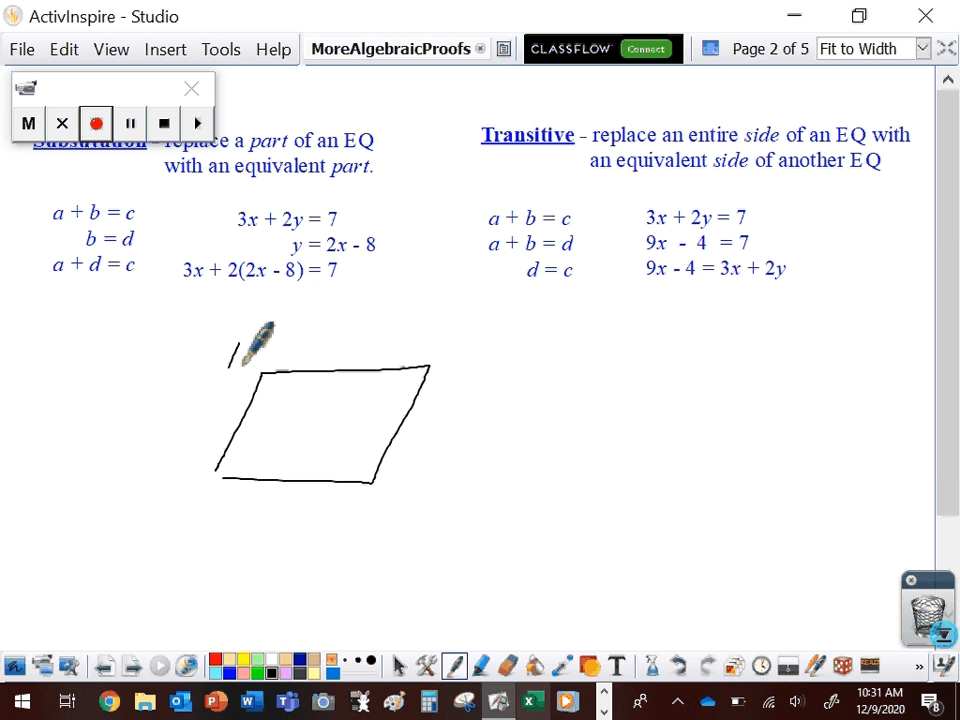 ActivInspire - Studio
File Edit View Insert Tools Help MoreAlgebraicProofs CLASSFLOW Connect Page 2 of 5 Fit to Width
M
Substitution - replace a part of an EQ
with an equivalent part.
a + b = c
b = d
a + d = c
3x + 2y = 7
y = 2x - 8
3x + 2(2x - 8) = 7
Transitive - replace an entire side of an EQ with
an equivalent side of another EQ
a + b = c
a + b = d
d = c
3x + 2y = 7
9x - 4 = 7
9x - 4 = 3x + 2y
10:31 AM
12/9/2020
8